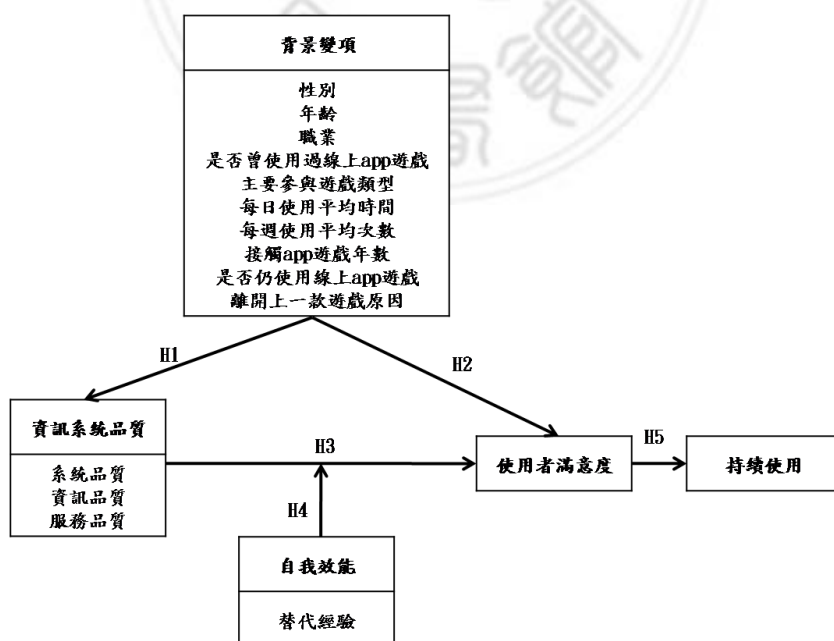 背景變項
性別
年齡
職業
是否曾使用過線上app遊戲
主要參與遊戲類型
每日使用平均時間
每週使用平均次數
接觸app遊戲年數
是否仍使用線上app遊戲
離開上一款遊戲原因
H1
H2
資訊系統品質
系統品質
資訊品質
服務品質
H3
使用者滿意度
H5
持續使用
H4
自我效能
替代經驗